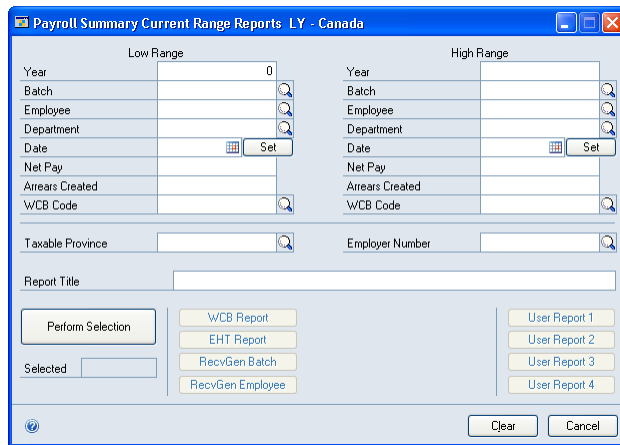 Payroll Summary Current Range Reports LY - Canada
Low Range High Range
Year 0 Year
Batch Batch
Employee Employee
Department Department
Date Set Date Set
Net Pay Net Pay
Arrears Created Arrears Created
WCB Code WCB Code
Taxable Province Employer Number
Report Title
Perform Selection WCB Report User Report 1
EHT Report User Report 2
Selected RecvGen Batch User Report 3
RecvGen Employee User Report 4
Clear Cancel